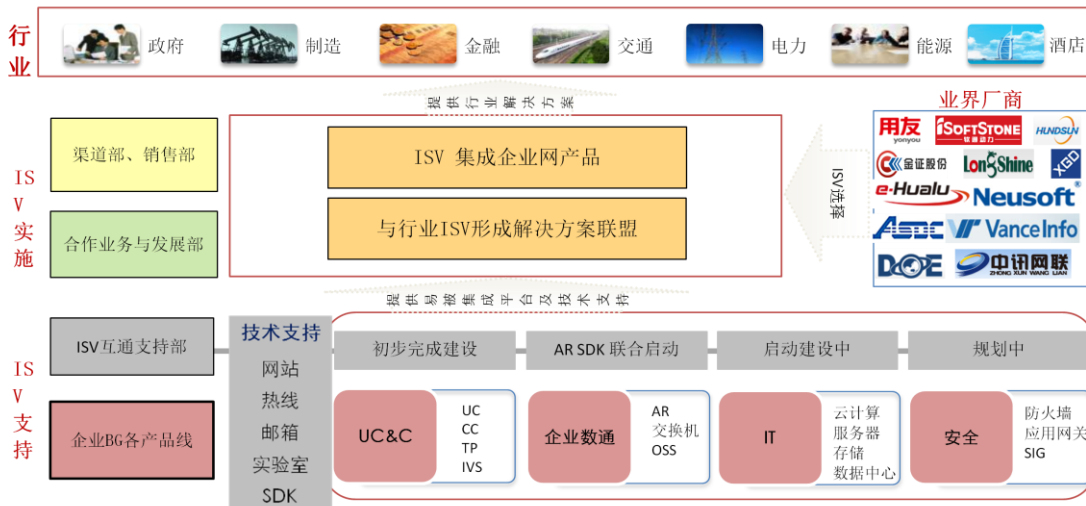 行业
政府
制造
金融
交通
电力
能源
酒店
提供行业解决方案
业界厂商
ISV实施
渠道部、销售部
合作业务与发展部
ISV 集成企业网产品
与行业ISV形成解决方案联盟
ISV选择
用友
yonyou
iSOFTSTONE
软通动力
HUNDSUN
金证股份
LongShine
XGD
e-Hualu
Neusoft
ASDC
VanceInfo
DOE
中讯网联
ZHONG XUN WANG LIAN
提供易被集成平台及技术支持
ISV支持
ISV互通支持部
企业BG各产品线
技术支持
网站
热线
邮箱
实验室
SDK
初步完成建设
AR SDK 联合启动
启动建设中
规划中
UC&C
UC
CC
TP
IVS
企业数通
AR
交换机
OSS
IT
云计算
服务器
存储
数据中心
安全
防火墙
应用网关
SIG